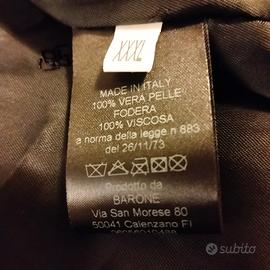 XXXL
MADE IN ITALY
100% VERA PELLE
FODERA
100% VISCOSA
a norma della legge n 883
del 26/11/73
Prodotto da
BARONE
Via San Morese 80
50041 Calenzano FI
subito